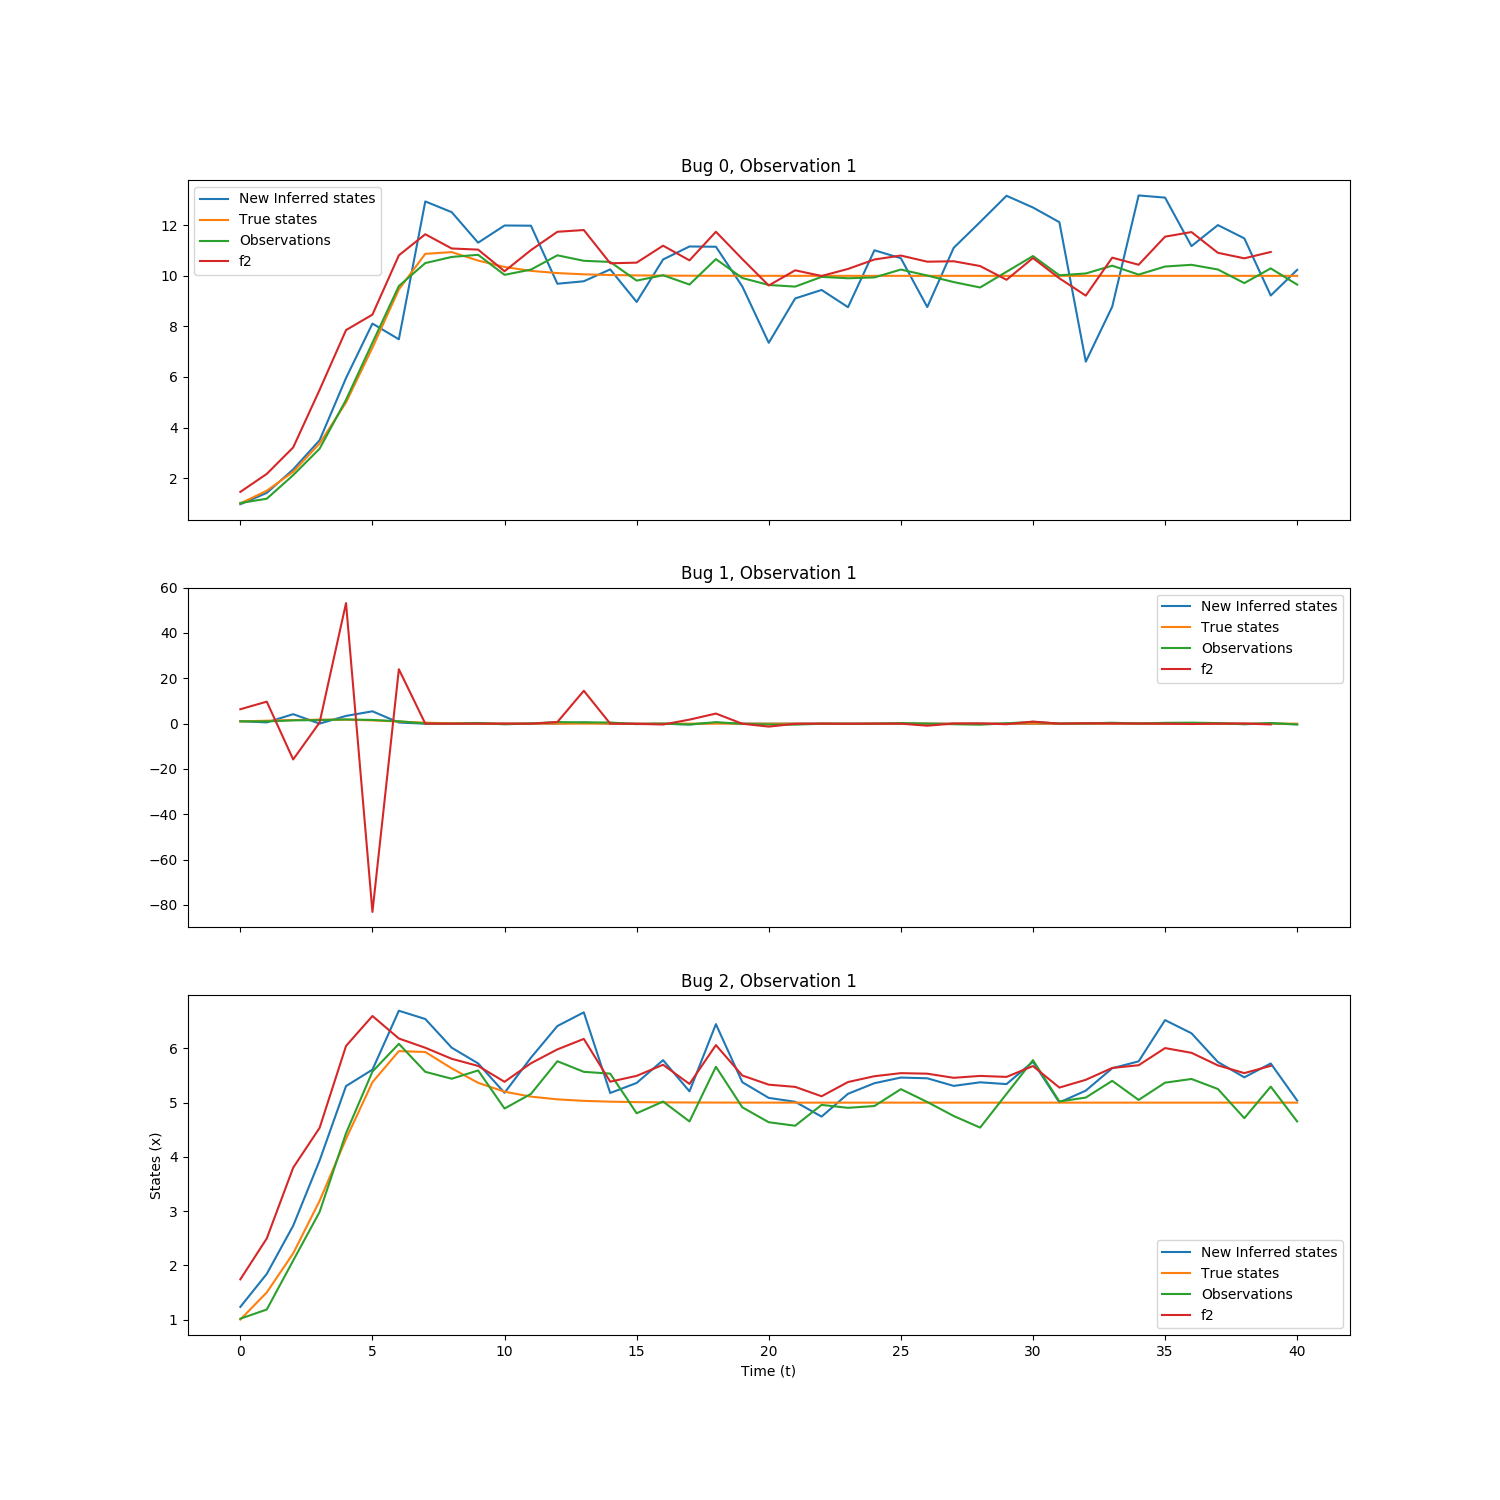 Bug 0, Observation 1
New Inferred states
True states
Observations
f2
12
10
8
6
4
2
Bug 1, Observation 1
New Inferred states
True states
Observations
f2
60
40
20
0
−20
−40
−60
−80
Bug 2, Observation 1
6
5
4
3
2
1
States (x)
New Inferred states
True states
Observations
f2
0 5 10 15 20 25 30 35 40
Time (t)